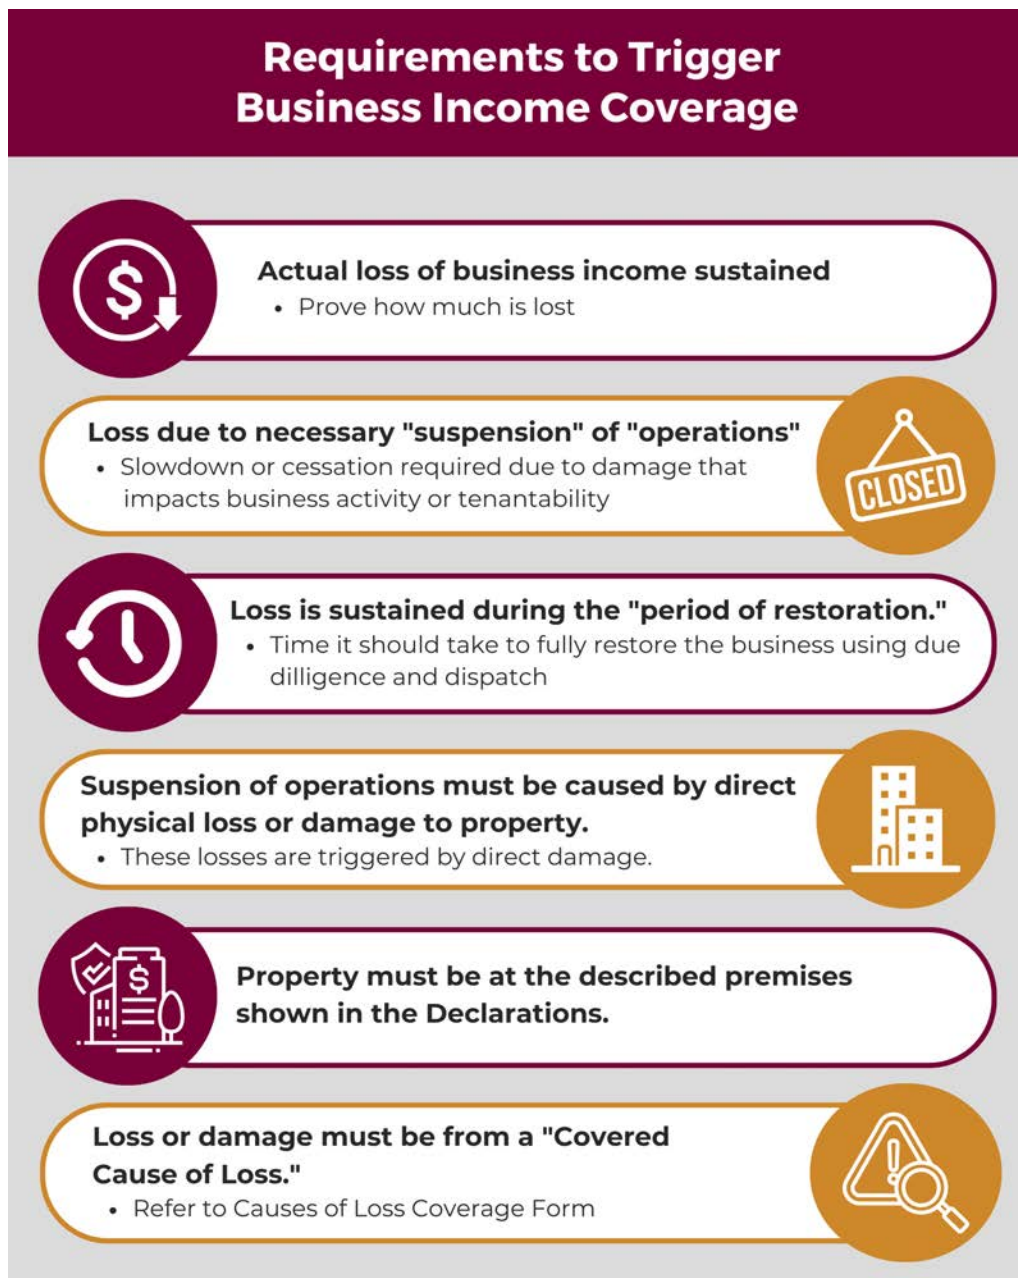 Requirements to Trigger
Business Income Coverage
$
Actual loss of business income sustained
• Prove how much is lost
Loss due to necessary "suspension" of "operations"
• Slowdown or cessation required due to damage that
impacts business activity or tenantability
CLOSED
Loss is sustained during the "period of restoration."
• Time it should take to fully restore the business using due
dilligence and dispatch
Suspension of operations must be caused by direct
physical loss or damage to property.
• These losses are triggered by direct damage.
$
Property must be at the described premises
shown in the Declarations.
Loss or damage must be from a "Covered
Cause of Loss."
• Refer to Causes of Loss Coverage Form
!